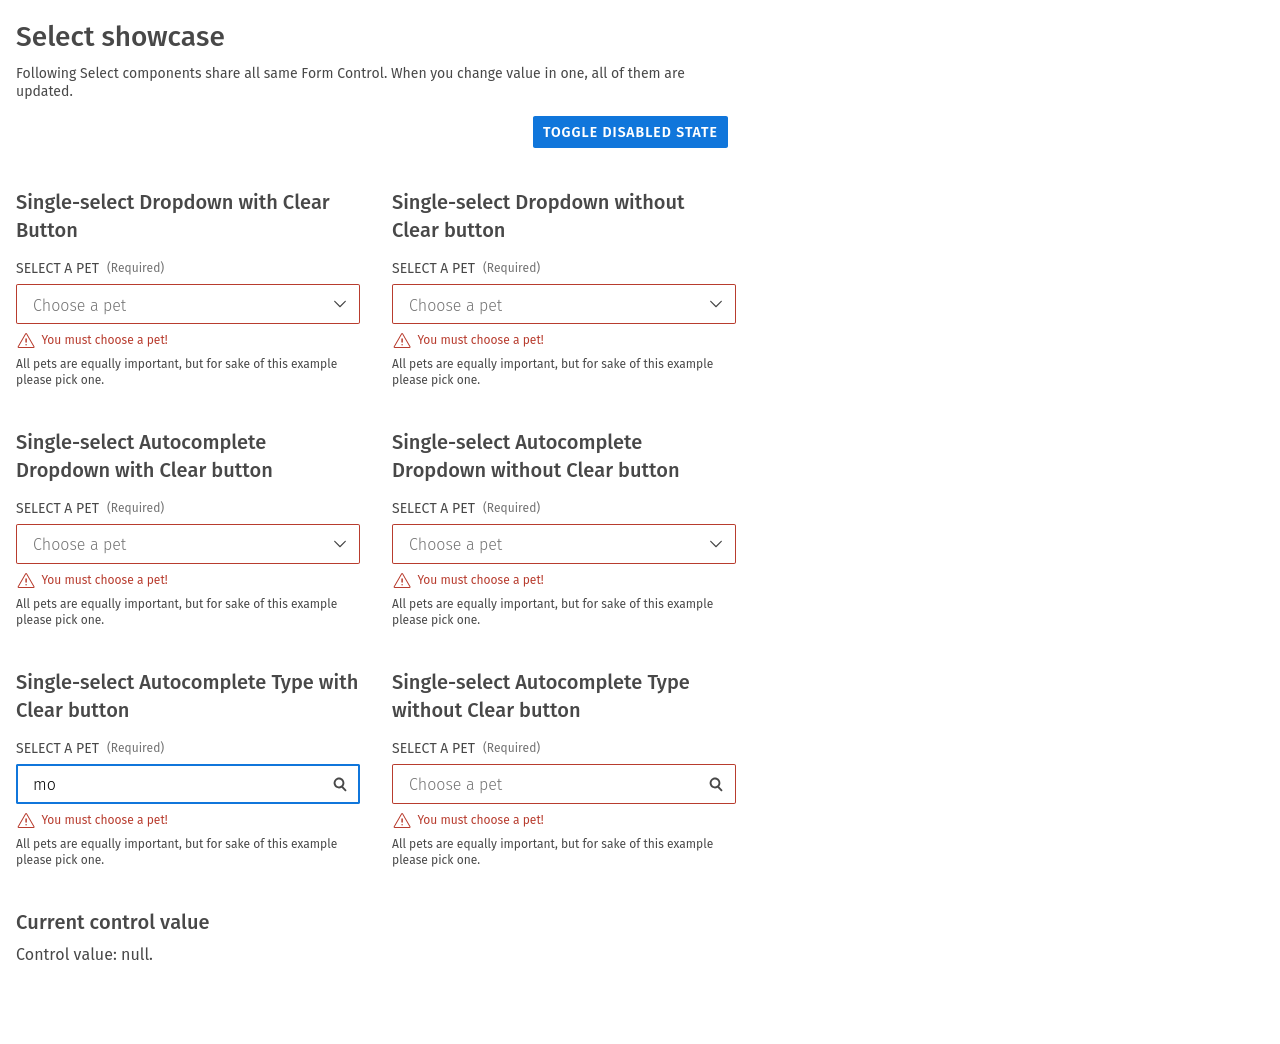 Select showcase
Following Select components share all same Form Control. When you change value in one, all of them are
updated.
TOGGLE DISABLED STATE
Single-select Dropdown with Clear
Button
SELECT A PET (Required)
Choose a pet
You must choose a pet!
All pets are equally important, but for sake of this example
please pick one.
Single-select Dropdown without
Clear button
SELECT A PET (Required)
Choose a pet
You must choose a pet!
All pets are equally important, but for sake of this example
please pick one.
Single-select Autocomplete
Dropdown with Clear button
SELECT A PET (Required)
Choose a pet
You must choose a pet!
All pets are equally important, but for sake of this example
please pick one.
Single-select Autocomplete
Dropdown without Clear button
SELECT A PET (Required)
Choose a pet
You must choose a pet!
All pets are equally important, but for sake of this example
please pick one.
Single-select Autocomplete Type with
Clear button
SELECT A PET (Required)
mo
You must choose a pet!
All pets are equally important, but for sake of this example
please pick one.
Single-select Autocomplete Type
without Clear button
SELECT A PET (Required)
Choose a pet
You must choose a pet!
All pets are equally important, but for sake of this example
please pick one.
Current control value
Control value: null.